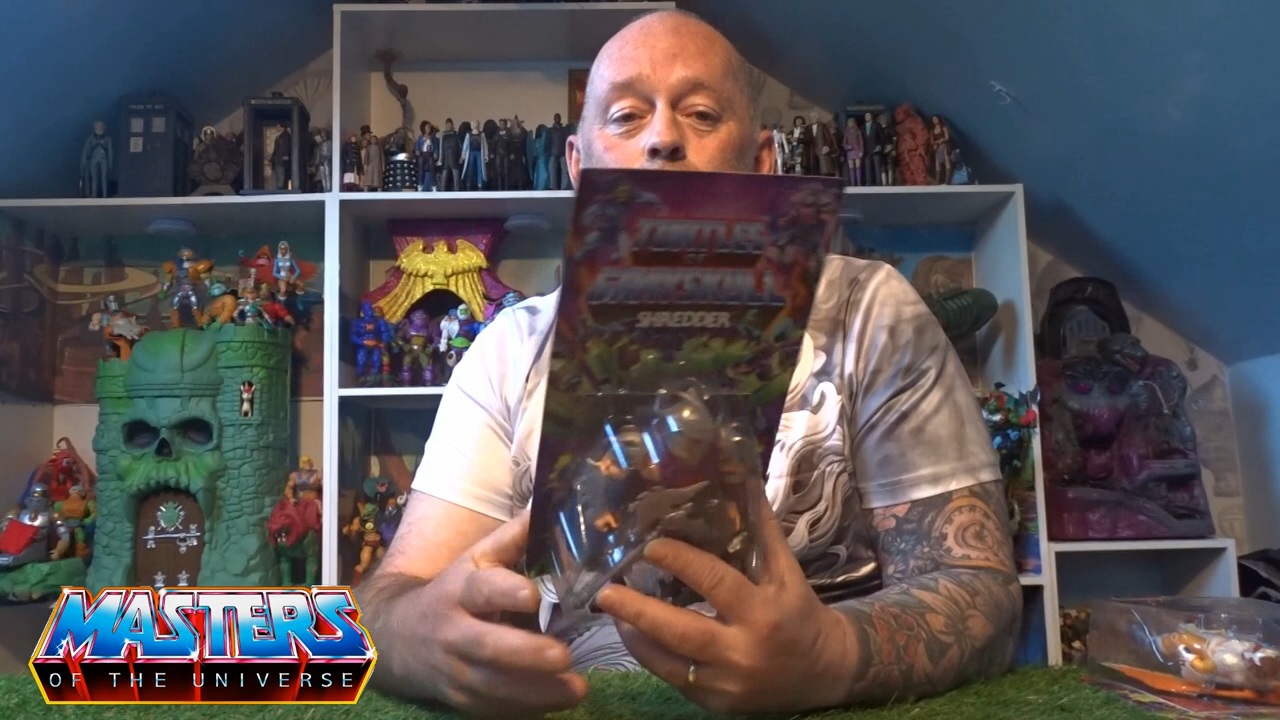 TURTLES
OF
GRAYSKULL
SHREDDER
MASTERS
OF THE UNIVERSE